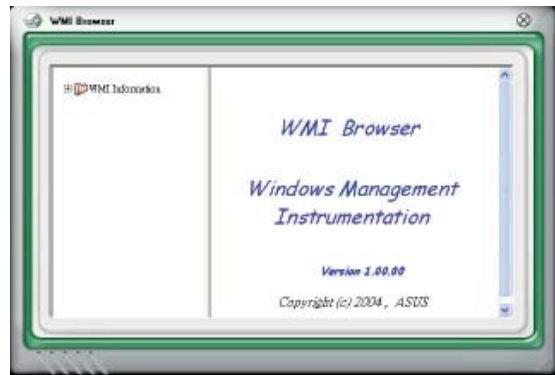 WMI Browser
WMI Information
WMI Browser
Windows Management
Instrumentation
Version 1.00.00
Copyright (c) 2004, ASUS